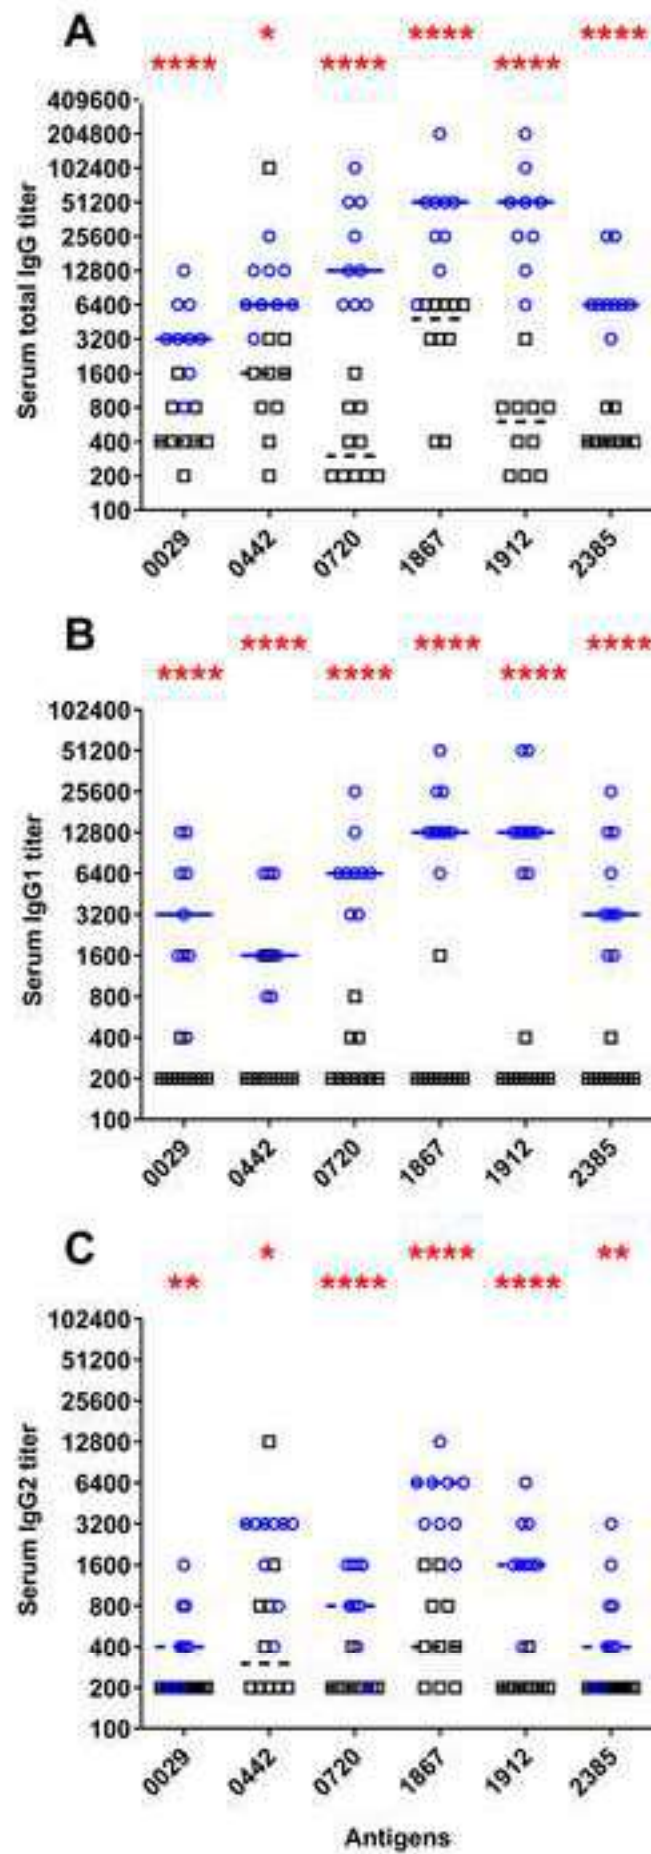 A
* **** ****
**** **** ****
Serum total IgG titer
409600
204800
102400
51200
25600
12800
6400
3200
1600
800
400
200
100
0029 0442 0720 1867 1912 2385
B
**** **** ****
**** **** ****
Serum IgG1 titer
102400
51200
25600
12800
6400
3200
1600
800
400
200
100
0029 0442 0720 1867 1912 2385
C
* **** **
** **** ****
Serum IgG2 titer
102400
51200
25600
12800
6400
3200
1600
800
400
200
100
0029 0442 0720 1867 1912 2385
Antigens